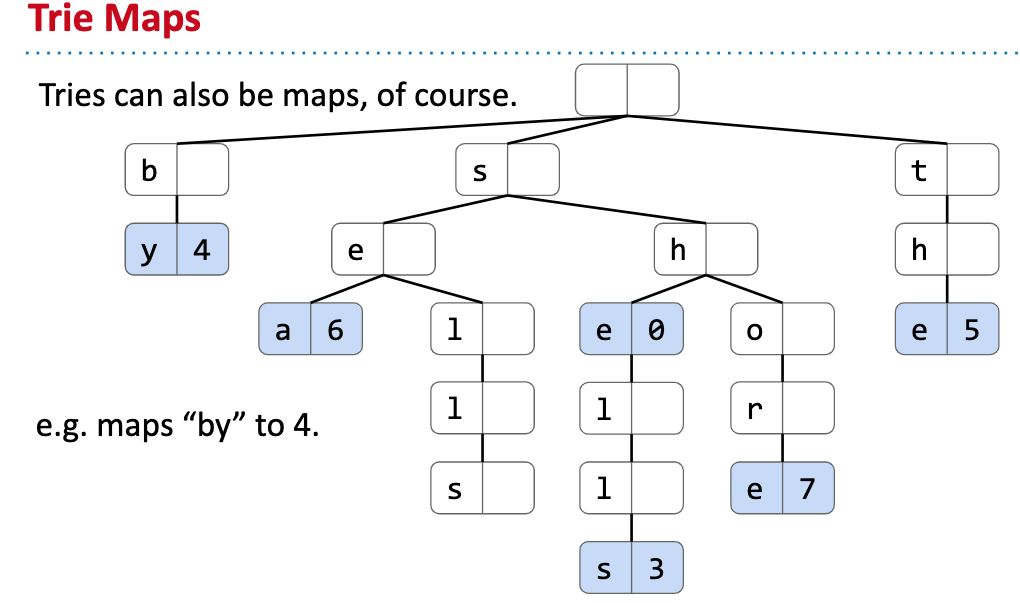 Trie Maps
Tries can also be maps, of course.
b s t
y 4 e h h
a 6 l e 0 o e 5
e.g. maps “by” to 4.
l l r
s l e 7
s 3